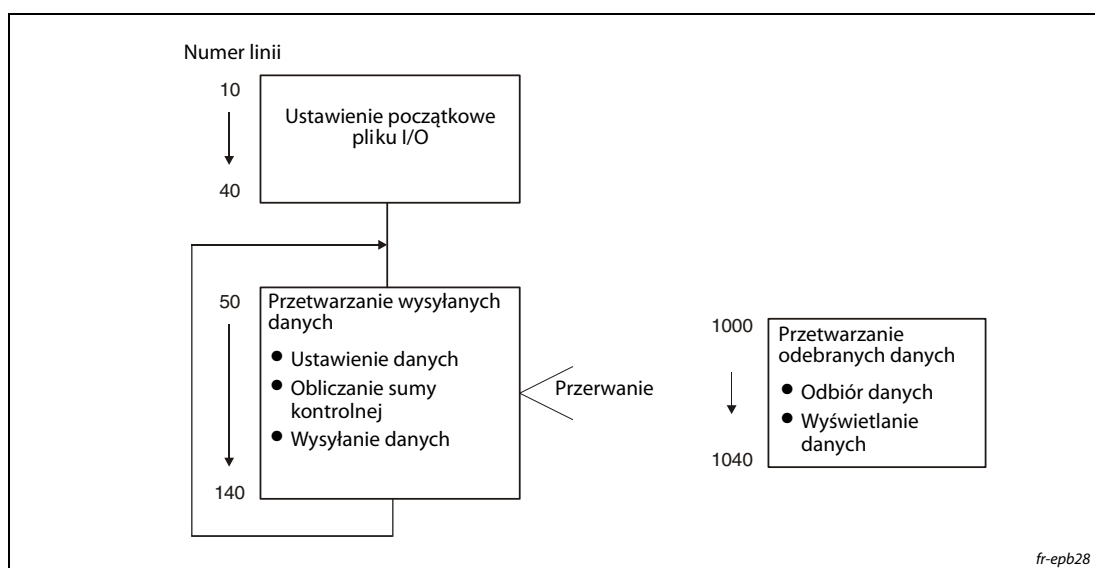 Numer linii
10
40
Ustawienie początkowe
pliku I/O
50
140
Przetwarzanie wysyłanych
danych
● Ustawienie danych
● Obliczanie sumy
kontrolnej
● Wysyłanie danych
Przerwanie
1000
1040
Przetwarzanie
odebranych danych
● Odbiór danych
● Wyświetlanie
danych
fr-epb28